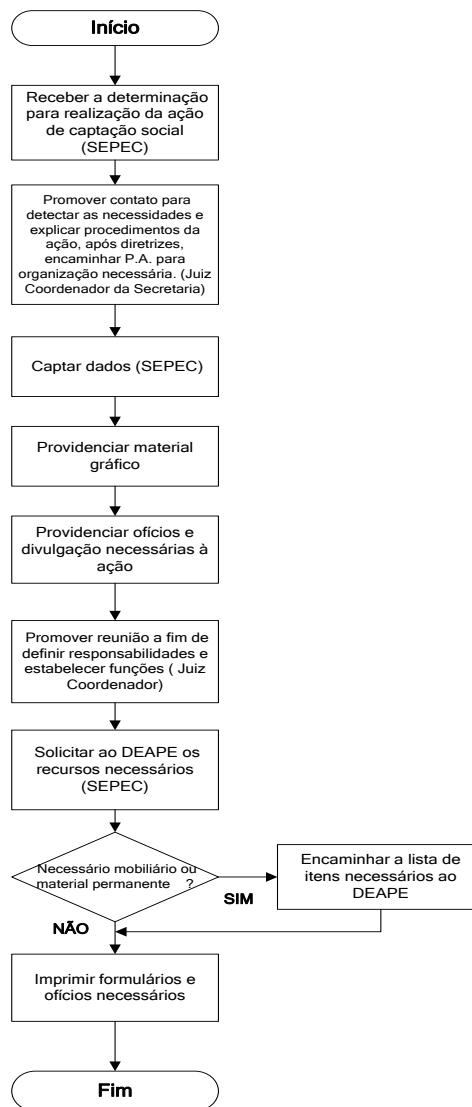 Início
Receber a determinação
para realização da ação
de captação social
(SEPEC)
Promover contato para
detectar as necessidades e
explicar procedimentos da
ação, após diretrizes,
encaminhar P.A. para
organização necessária. (Juiz
Coordenador da Secretaria)
Captar dados (SEPEC)
Providenciar material
gráfico
Providenciar ofícios e
divulgação necessárias à
ação
Promover reunião a fim de
definir responsabilidades e
estabelecer funções ( Juiz
Coordenador)
Solicitar ao DEAPE os
recursos necessários
(SEPEC)
Necessário mobiliário ou
material permanente ?
SIM
Encaminhar a lista de
itens necessários ao
DEAPE
NÃO
Imprimir formulários e
ofícios necessários
Fim